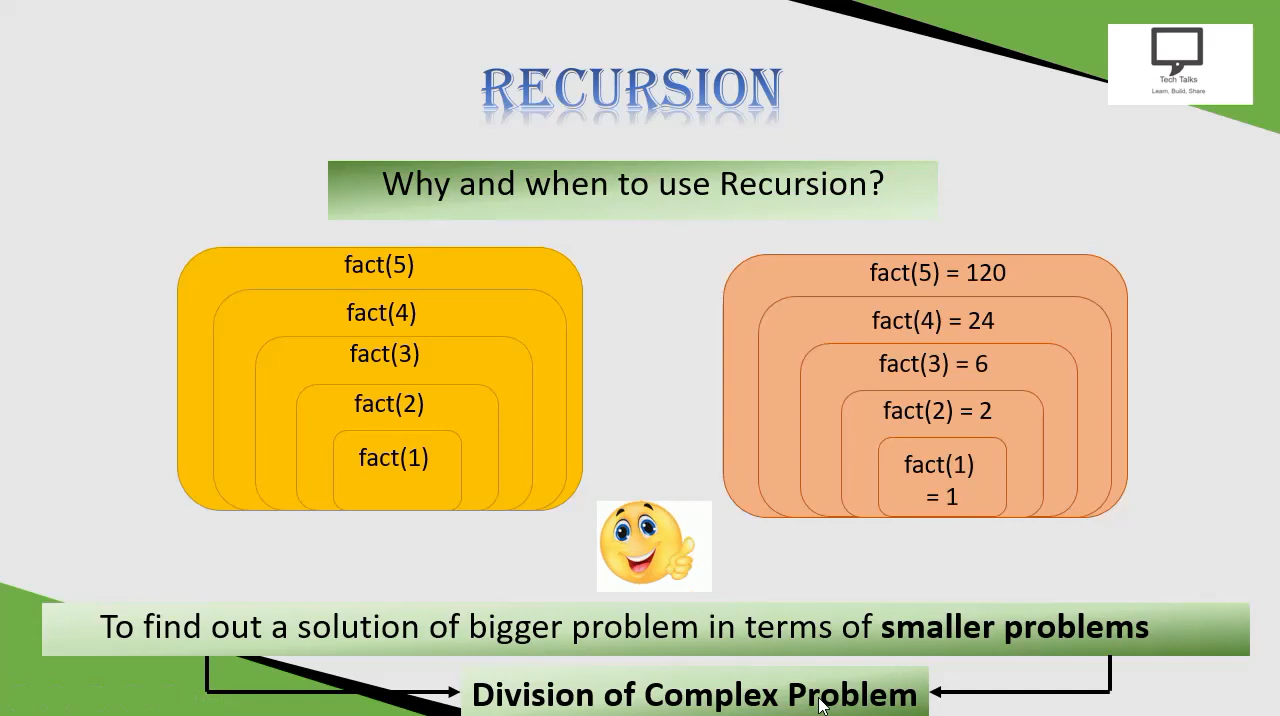 Tech Talks
Learn, Build, Share
RECURSION
Why and when to use Recursion?
fact(5)
fact(4)
fact(3)
fact(2)
fact(1)
fact(5) = 120
fact(4) = 24
fact(3) = 6
fact(2) = 2
fact(1)
= 1
To find out a solution of bigger problem in terms of smaller problems
Division of Complex Problem